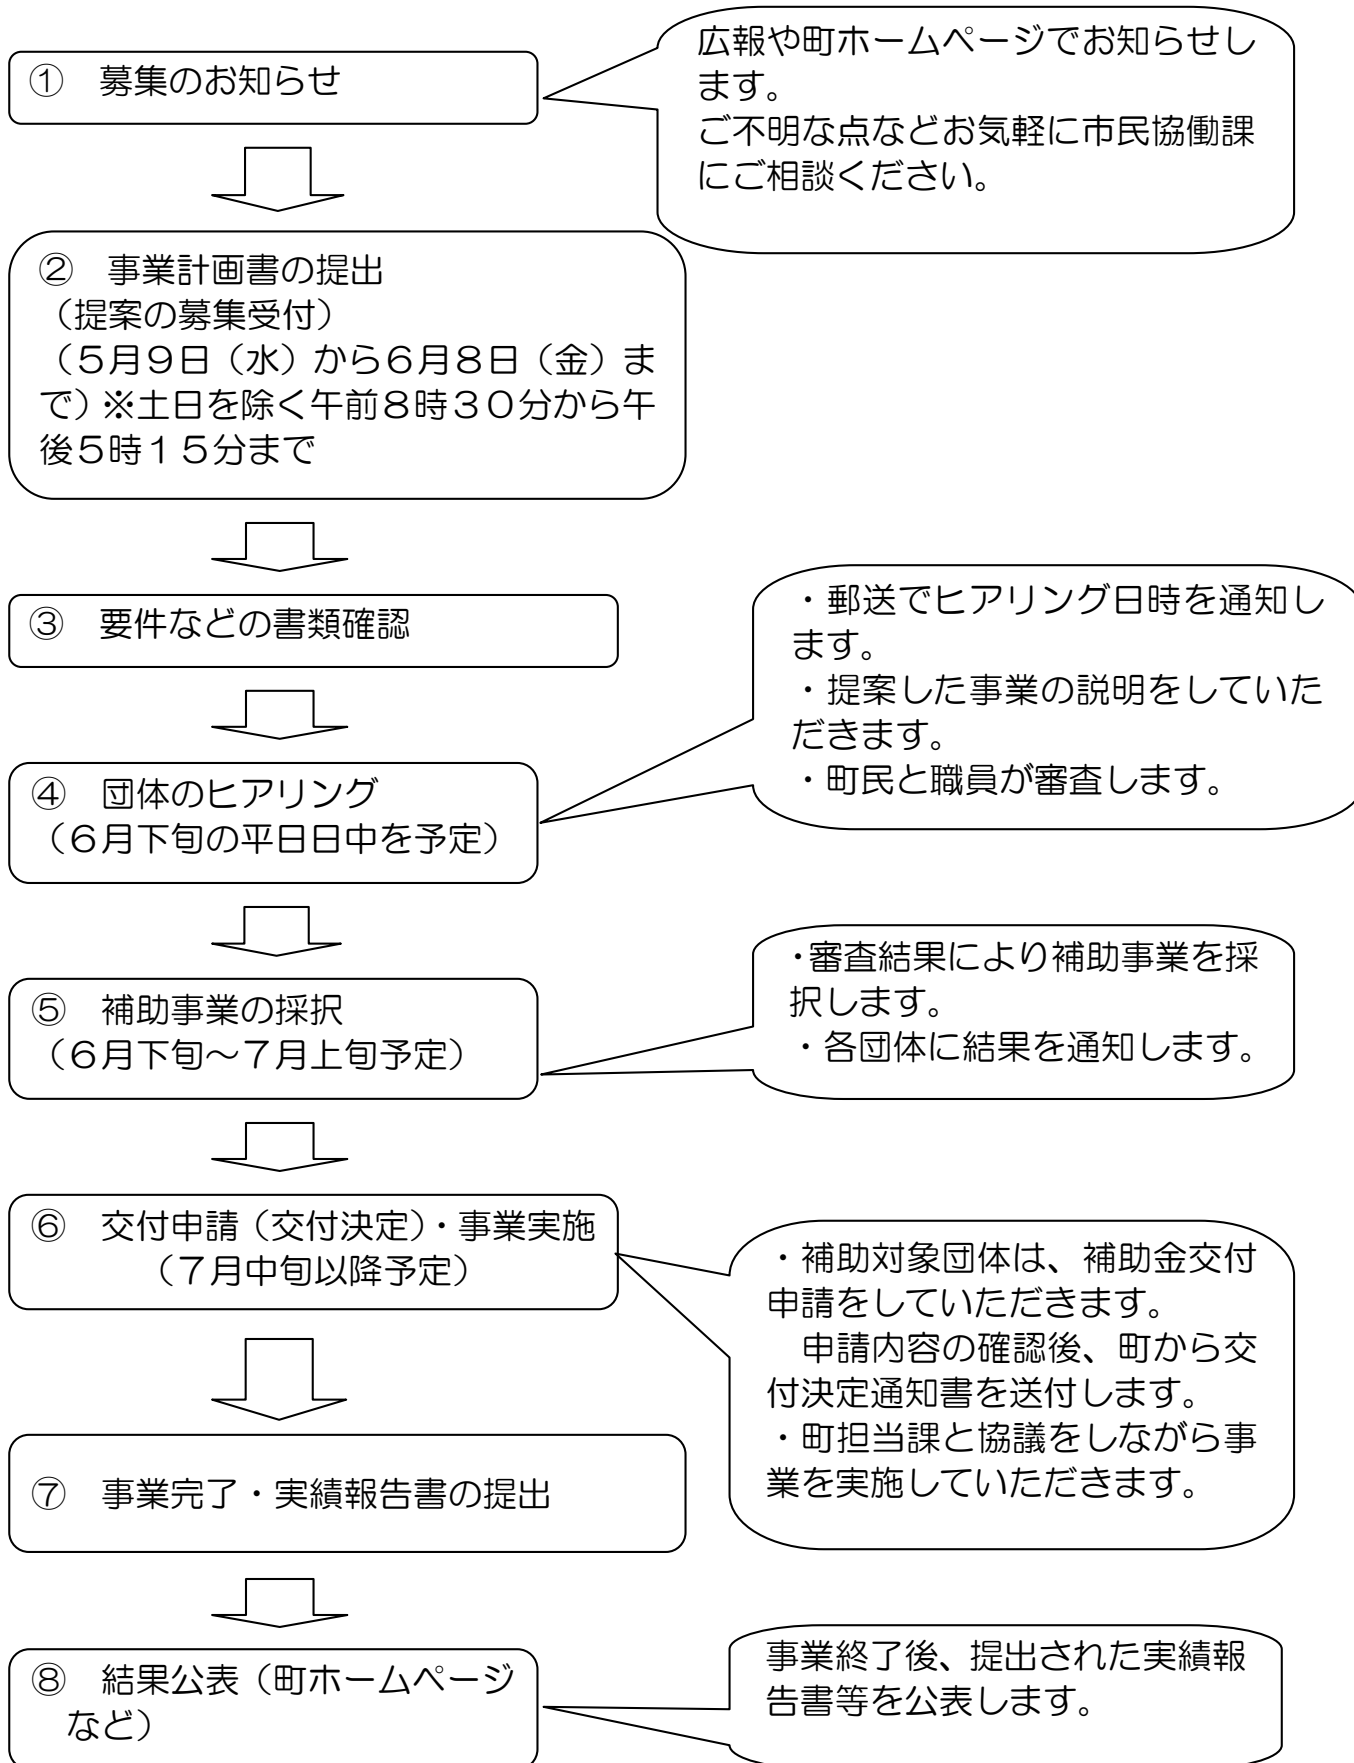 ① 募集のお知らせ
広報や町ホームページでお知らせし
ます。
ご不明な点などお気軽に市民協働課
にご相談ください。
② 事業計画書の提出
（提案の募集受付）
（５月９日（水）から６月８日（金）ま
で）※土日を除く午前８時３０分から午
後５時１５分まで
③ 要件などの書類確認
・郵送でヒアリング日時を通知し
ます。
・提案した事業の説明をしていた
だきます。
・町民と職員が審査します。
④ 団体のヒアリング
（６月下旬の平日日中を予定）
・審査結果により補助事業を採
択します。
・各団体に結果を通知します。
⑤ 補助事業の採択
（６月下旬～７月上旬予定）
⑥ 交付申請（交付決定）・事業実施
（７月中旬以降予定）
・補助対象団体は、補助金交付
申請をしていただきます。
申請内容の確認後、町から交
付決定通知書を送付します。
・町担当課と協議をしながら事
業を実施していただきます。
⑦ 事業完了・実績報告書の提出
⑧ 結果公表（町ホームページ
など）
事業終了後、提出された実績報
告書等を公表します。